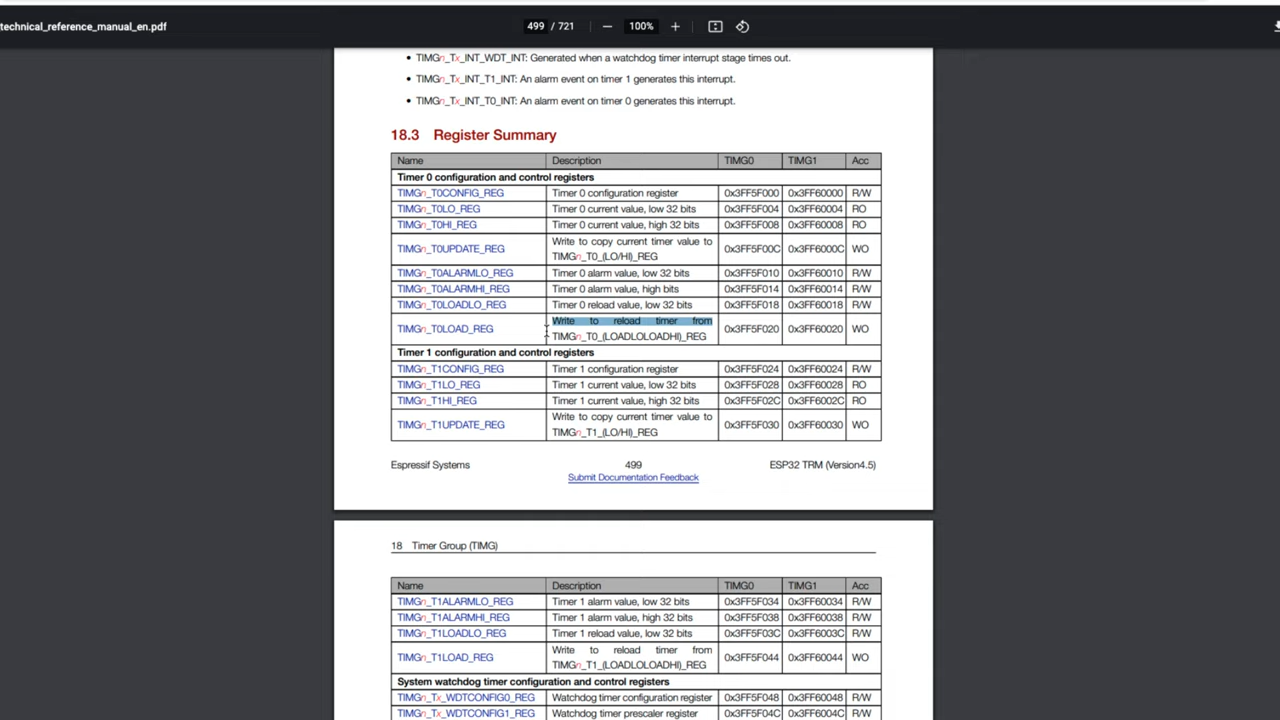 technical_reference_manual_en.pdf
499 / 721
100%
• TIMGn_Tx_INT_WDT_INT: Generated when a watchdog timer interrupt stage times out.
• TIMGn_Tx_INT_T1_INT: An alarm event on timer 1 generates this interrupt.
• TIMGn_Tx_INT_T0_INT: An alarm event on timer 0 generates this interrupt.
18.3 Register Summary
Name Description TIMG0 TIMG1 Acc
Timer 0 configuration and control registers
TIMGn_T0CONFIG_REG Timer 0 configuration register 0x3FF5F000 0x3FF60000 R/W
TIMGn_T0LO_REG Timer 0 current value, low 32 bits 0x3FF5F004 0x3FF60004 RO
TIMGn_T0HI_REG Timer 0 current value, high 32 bits 0x3FF5F008 0x3FF60008 RO
TIMGn_T0UPDATE_REG Write to copy current timer value to 0x3FF5F00C 0x3FF6000C WO
TIMGn_T0_(LO/HI)_REG
TIMGn_T0ALARMLO_REG Timer 0 alarm value, low 32 bits 0x3FF5F010 0x3FF60010 R/W
TIMGn_T0ALARMHI_REG Timer 0 alarm value, high bits 0x3FF5F014 0x3FF60014 R/W
TIMGn_T0LOADLO_REG Timer 0 reload value, low 32 bits 0x3FF5F018 0x3FF60018 R/W
TIMGn_T0LOAD_REG Write to reload timer from 0x3FF5F020 0x3FF60020 WO
TIMGn_T0_(LOADLOLOADHI)_REG
Timer 1 configuration and control registers
TIMGn_T1CONFIG_REG Timer 1 configuration register 0x3FF5F024 0x3FF60024 R/W
TIMGn_T1LO_REG Timer 1 current value, low 32 bits 0x3FF5F028 0x3FF60028 RO
TIMGn_T1HI_REG Timer 1 current value, high 32 bits 0x3FF5F02C 0x3FF6002C RO
TIMGn_T1UPDATE_REG Write to copy current timer value to 0x3FF5F030 0x3FF60030 WO
TIMGn_T1_(LO/HI)_REG
Espressif Systems 499 ESP32 TRM (Version4.5)
Submit Documentation Feedback
18 Timer Group (TIMG)
Name Description TIMG0 TIMG1 Acc
TIMGn_T1ALARMLO_REG Timer 1 alarm value, low 32 bits 0x3FF5F034 0x3FF60034 R/W
TIMGn_T1ALARMHI_REG Timer 1 alarm value, high 32 bits 0x3FF5F038 0x3FF60038 R/W
TIMGn_T1LOADLO_REG Timer 1 reload value, low 32 bits 0x3FF5F03C 0x3FF6003C R/W
TIMGn_T1LOAD_REG Write to reload timer from 0x3FF5F044 0x3FF60044 WO
TIMGn_T1_(LOADLOLOADHI)_REG
System watchdog timer configuration and control registers
TIMGn_Tx_WDTCONFIG0_REG Watchdog timer configuration register 0x3FF5F048 0x3FF60048 R/W
TIMGn_Tx_WDTCONFIG1_REG Watchdog timer prescaler register 0x3FF5F04C 0x3FF6004C R/W